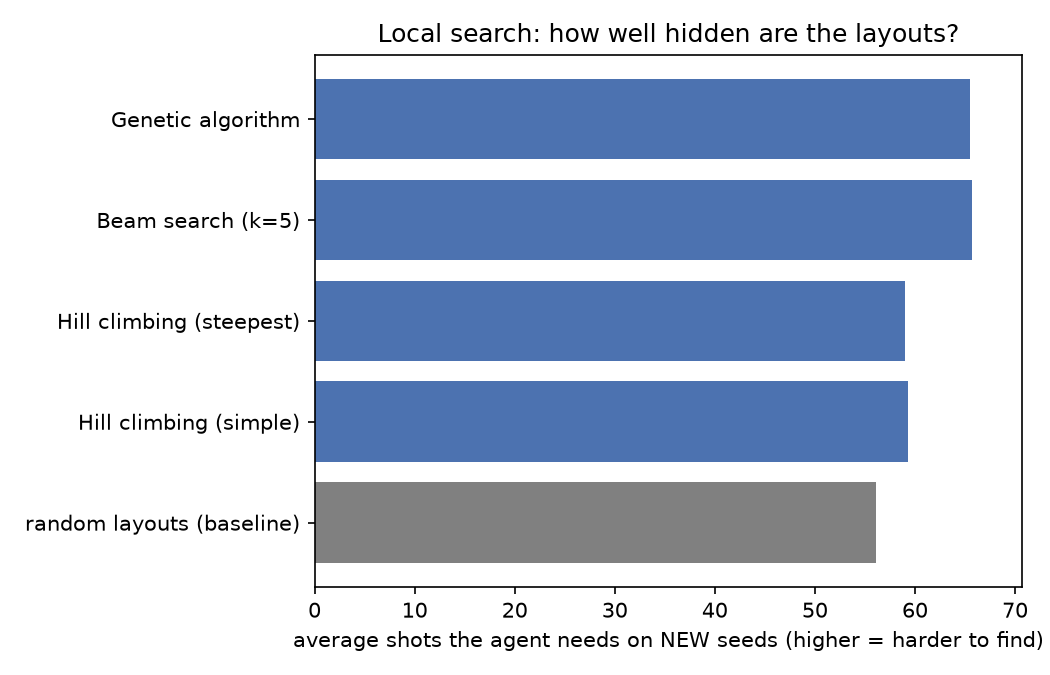 Local search: how well hidden are the layouts?
Genetic algorithm
Beam search (k=5)
Hill climbing (steepest)
Hill climbing (simple)
random layouts (baseline)
0 10 20 30 40 50 60 70
average shots the agent needs on NEW seeds (higher = harder to find)